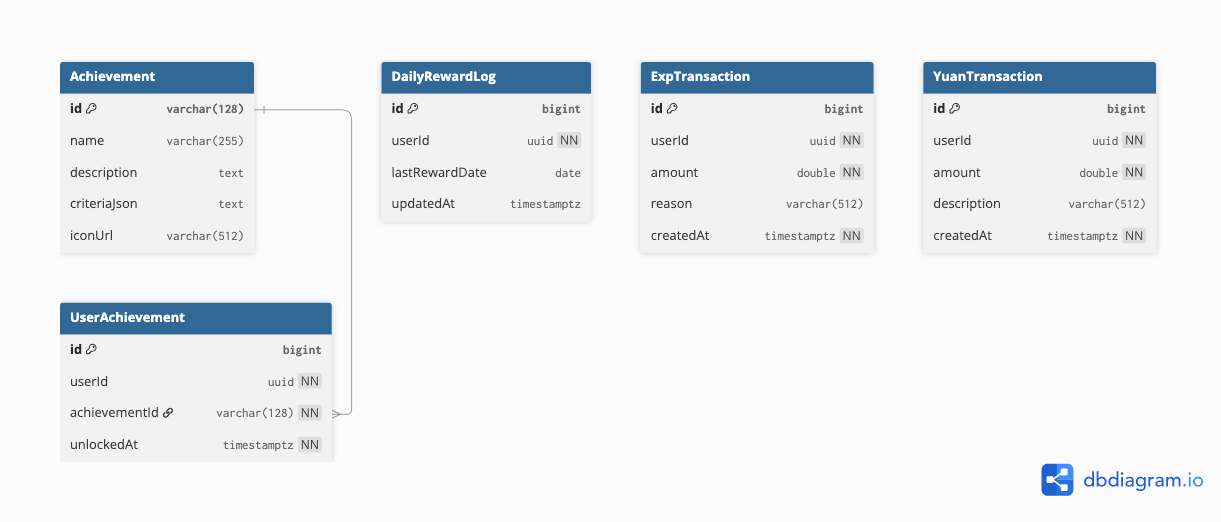 Achievement
id varchar(128)
name varchar(255)
description text
criteriaJson text
iconUrl varchar(512)
DailyRewardLog
id bigint
userId uuid NN
lastRewardDate date
updatedAt timestamptz
ExpTransaction
id bigint
userId uuid NN
amount double NN
reason varchar(512)
createdAt timestamptz NN
YuanTransaction
id bigint
userId uuid NN
amount double NN
description varchar(512)
createdAt timestamptz NN
UserAchievement
id bigint
userId uuid NN
achievementId varchar(128) NN
unlockedAt timestamptz NN
dbdiagram.io